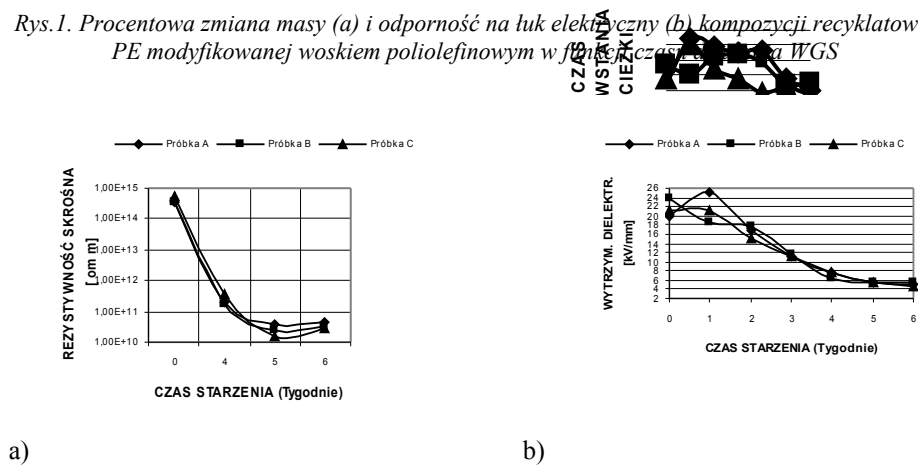 Rys.1. Procentowa zmiana masy (a) i odporność na łuk elektryczny (b) kompozycji recyklatow
PE modyfikowanej woskiem poliolefinowym w funkcji czasu WGS
CZAS
WSTANIA
CIEZKI
Próbka A Próbka B Próbka C
REZYSTYWNOŚĆ SKROŚNA
[om m]
1,00E+15
1,00E+14
1,00E+13
1,00E+12
1,00E+11
1,00E+10
0 4 5 6
CZAS STARZENIA (Tygodnie)
Próbka A Próbka B Próbka C
WYTRZYM. DIELEKTR.
[kV/mm]
26
24
22
20
18
16
14
12
10
8
6
4
2
0 1 2 3 4 5 6
CZAS STARZENIA (Tygodnie)
a) b)